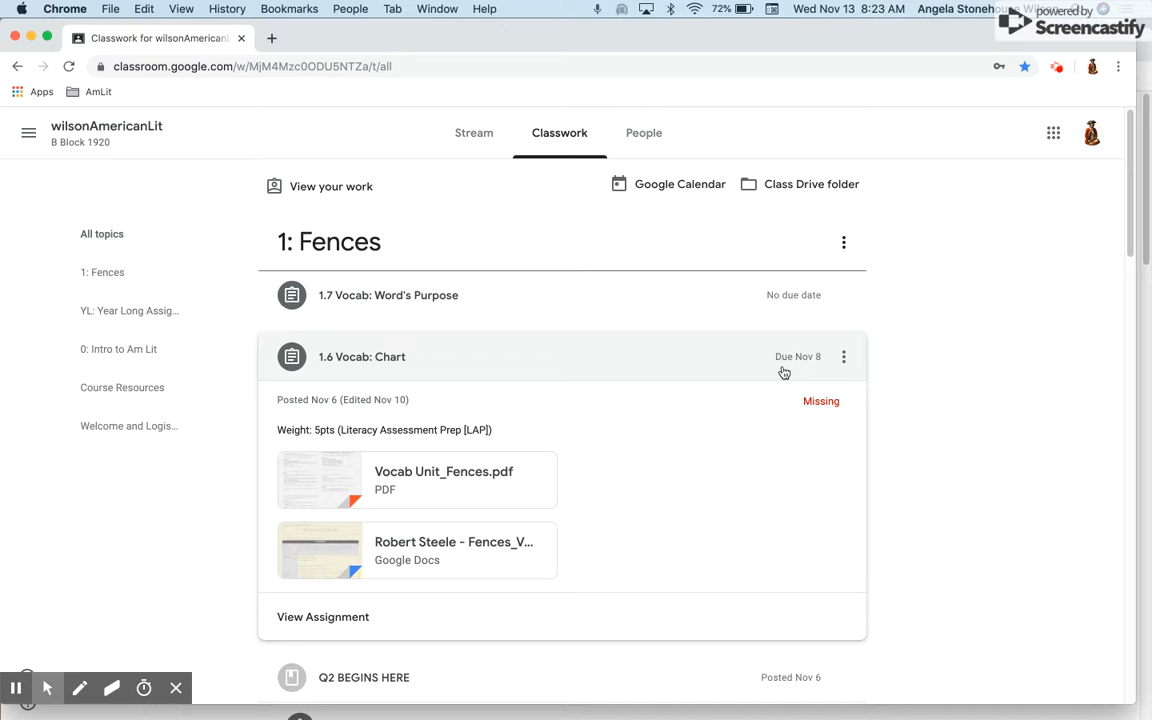 Chrome File Edit View History Bookmarks People Tab Window Help 72% Wed Nov 13 8:23 AM Angela Stonehouse Wilson
powered by
Screencastify
Classwork for wilsonAmericanL
classroom.google.com/w/MjM4Mzc0ODU5NTZa/t/all
Apps AmLit
wilsonAmericanLit
B Block 1920
Stream Classwork People
View your work Google Calendar Class Drive folder
All topics
1: Fences
YL: Year Long Assig...
0: Intro to Am Lit
Course Resources
Welcome and Logis...
1: Fences
1.7 Vocab: Word's Purpose No due date
1.6 Vocab: Chart Due Nov 8
Posted Nov 6 (Edited Nov 10) Missing
Weight: 5pts (Literacy Assessment Prep [LAP])
Vocab Unit_Fences.pdf
PDF
Robert Steele - Fences_V...
Google Docs
View Assignment
Q2 BEGINS HERE Posted Nov 6